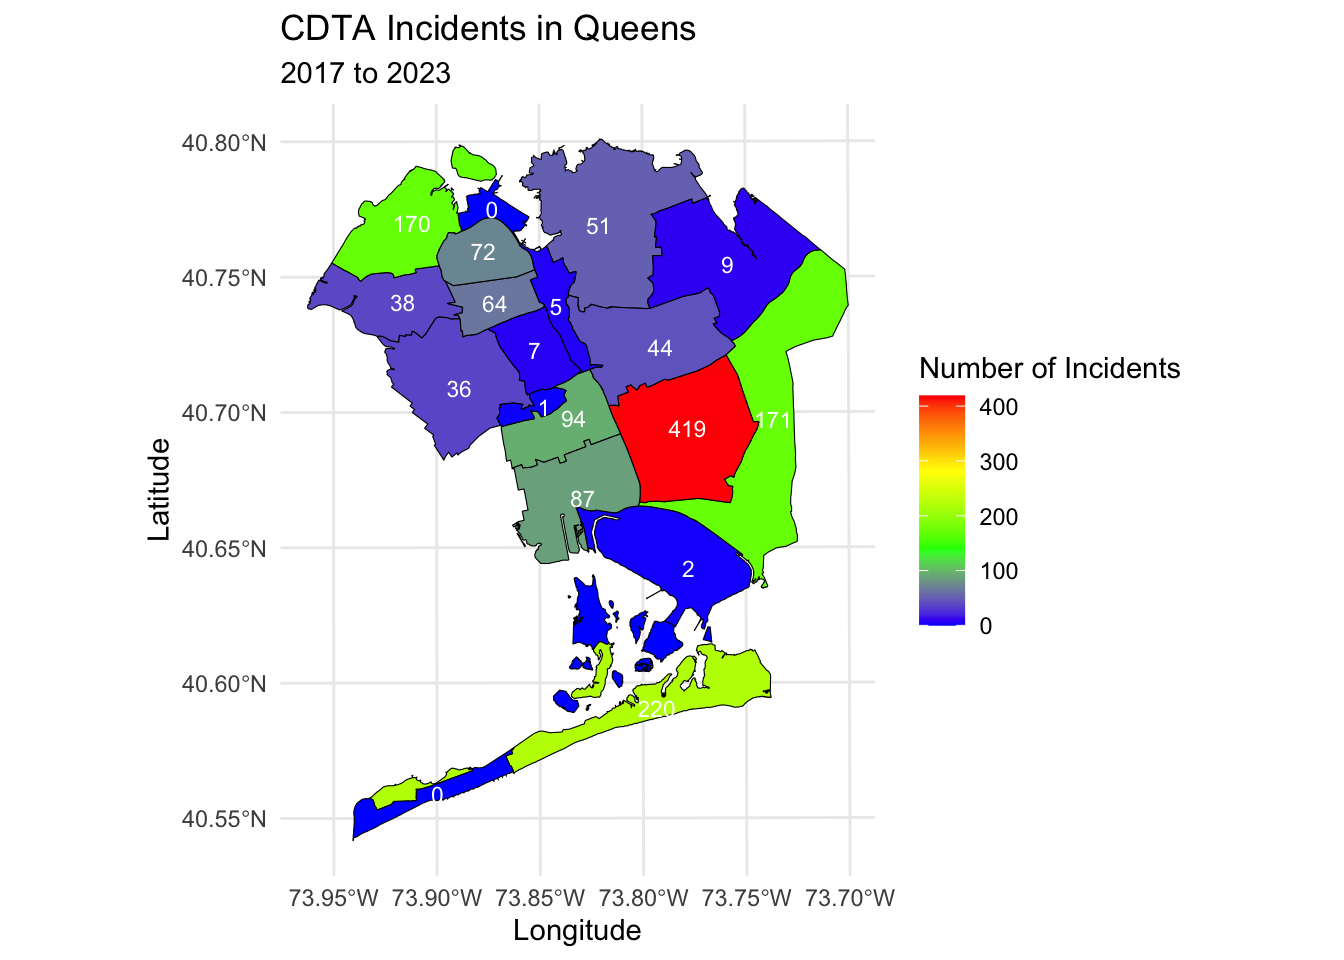 CDTA Incidents in Queens
2017 to 2023
40.80°N
40.75°N
40.70°N
40.65°N
40.60°N
40.55°N
Latitude
0
170
51
72
9
38
64
5
7
44
36
1
94
419
171
87
2
220
0
Number of Incidents
400
300
200
100
0
73.95°W 73.90°W 73.85°W 73.80°W 73.75°W 73.70°W
Longitude